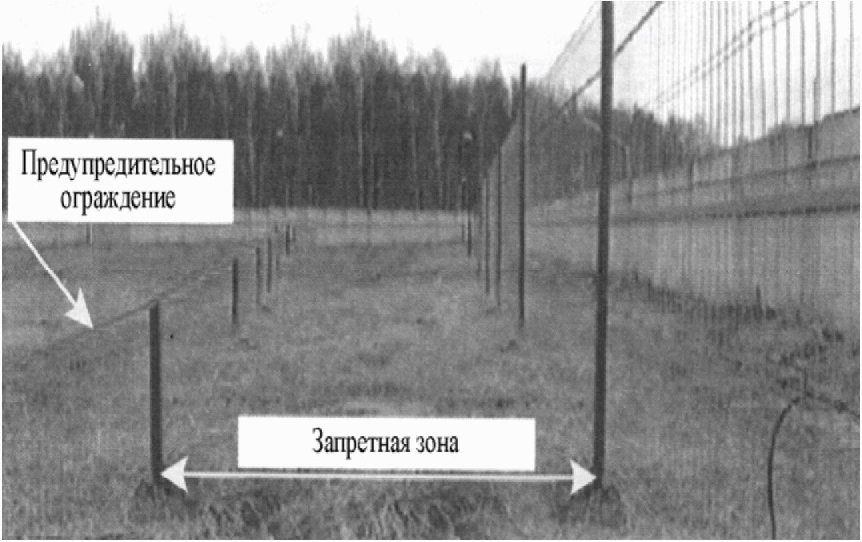 Предупредительное
ограждение
Запретная зона